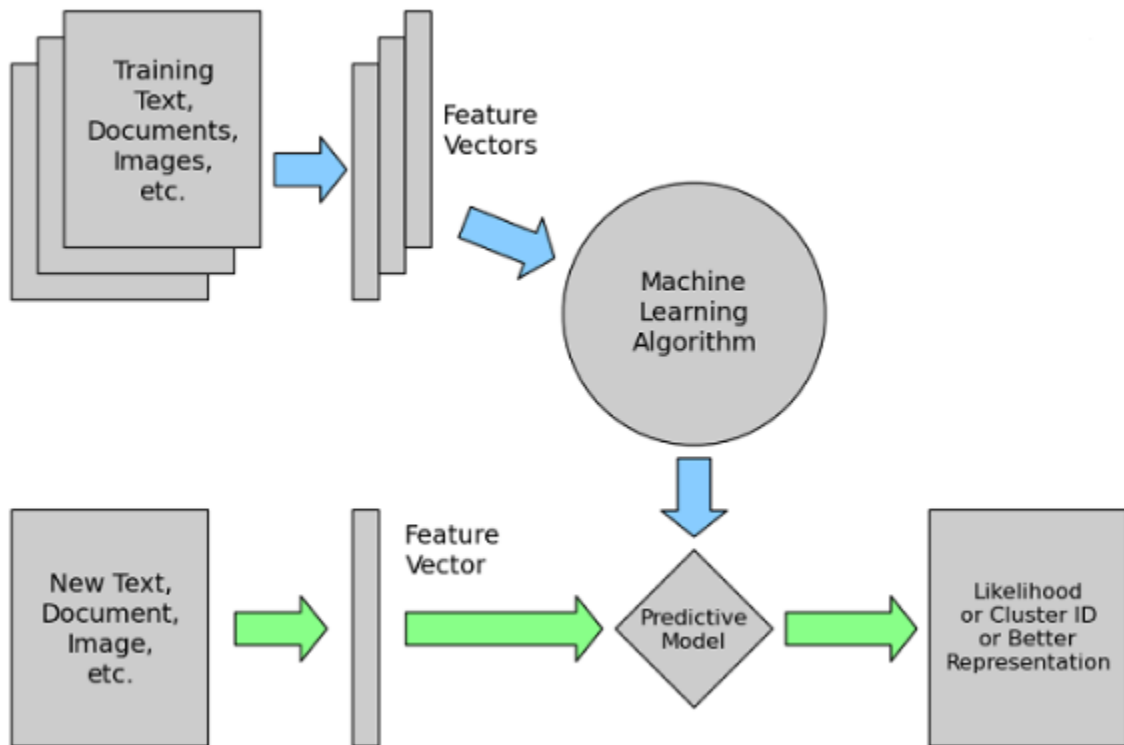 Training
Text,
Documents,
Images,
etc.
Feature
Vectors
Machine
Learning
Algorithm
New Text,
Document,
Image,
etc.
Feature
Vector
Predictive
Model
Likelihood
or Cluster ID
or Better
Representation